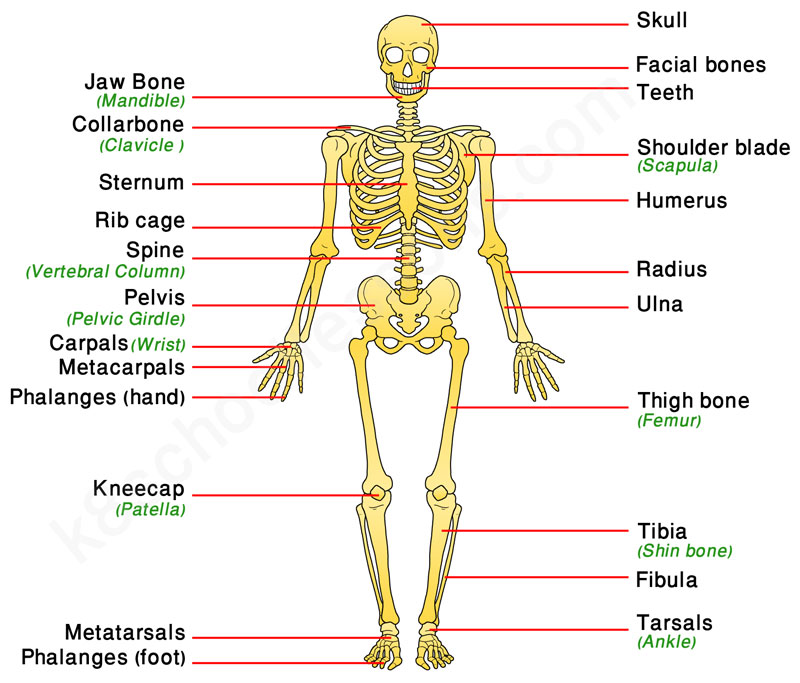 Skull
Facial bones
Teeth
Jaw Bone
(Mandible)
Collarbone
(Clavicle )
Shoulder blade
(Scapula)
Sternum
Humerus
Rib cage
Spine
(Vertebral Column)
Radius
Pelvis
(Pelvic Girdle)
Ulna
Carpals (Wrist)
Metacarpals
Phalanges (hand)
Thigh bone
(Femur)
Kneecap
(Patella)
Tibia
(Shin bone)
Fibula
Tarsals
(Ankle)
Metatarsals
Phalanges (foot)